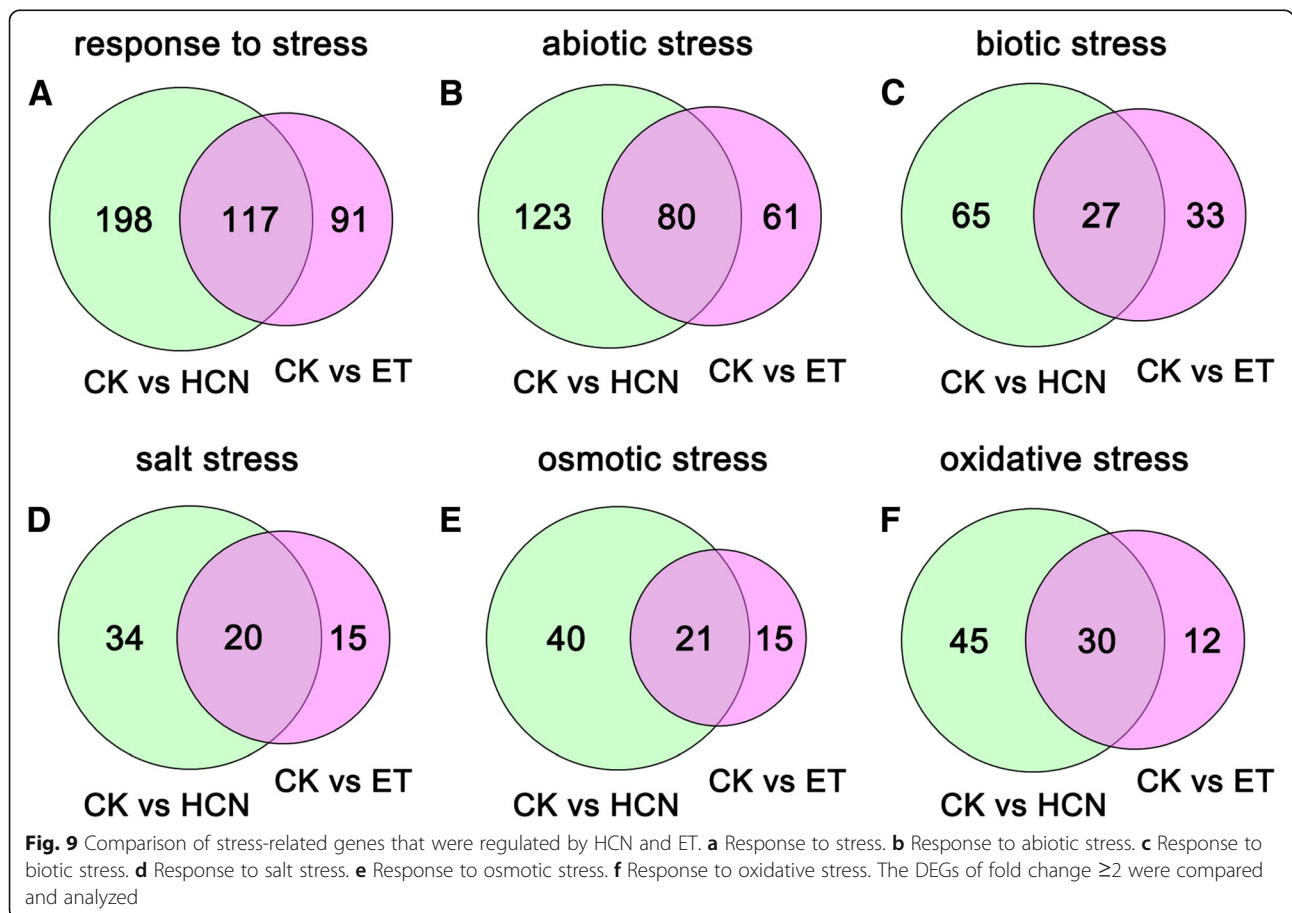 response to stress
abiotic stress
biotic stress
A
B
C
198
117
91
123
80
61
65
27
33
CK vs HCN
CK vs ET
CK vs HCN
CK vs ET
CK vs HCN
CK vs ET
salt stress
osmotic stress
oxidative stress
D
E
F
34
20
15
40
21
15
45
30
12
CK vs HCN
CK vs ET
CK vs HCN
CK vs ET
CK vs HCN
CK vs ET
Fig. 9 Comparison of stress-related genes that were regulated by HCN and ET. a Response to stress. b Response to abiotic stress. c Response to
biotic stress. d Response to salt stress. e Response to osmotic stress. f Response to oxidative stress. The DEGs of fold change ≥2 were compared
and analyzed